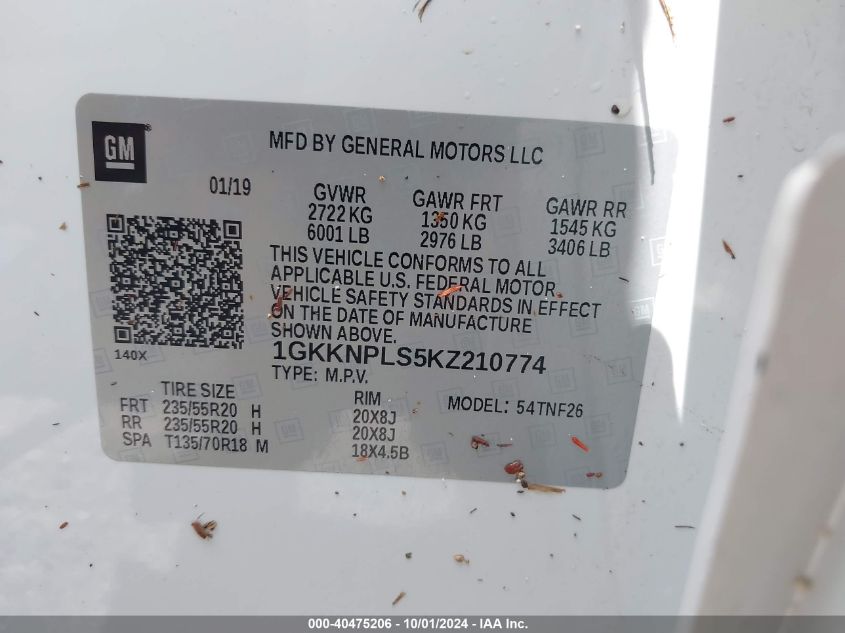 GM
MFD BY GENERAL MOTORS LLC
01/19
GVWR GAWR FRT GAWR RR
2722 KG 1350 KG 1545 KG
6001 LB 2976 LB 3406 LB
THIS VEHICLE CONFORMS TO ALL
APPLICABLE U.S. FEDERAL MOTOR
VEHICLE SAFETY STANDARDS IN EFFECT
ON THE DATE OF MANUFACTURE
SHOWN ABOVE.
140X
1GKKNPLS5KZ210774
TYPE: M.P.V.
TIRE SIZE RIM MODEL: 54TNF26
FRT 235/55R20 H 20X8J
RR 235/55R20 H 20X8J
SPA T135/70R18 M 18X4.5B
000-40475206 - 10/01/2024 - IAA Inc.